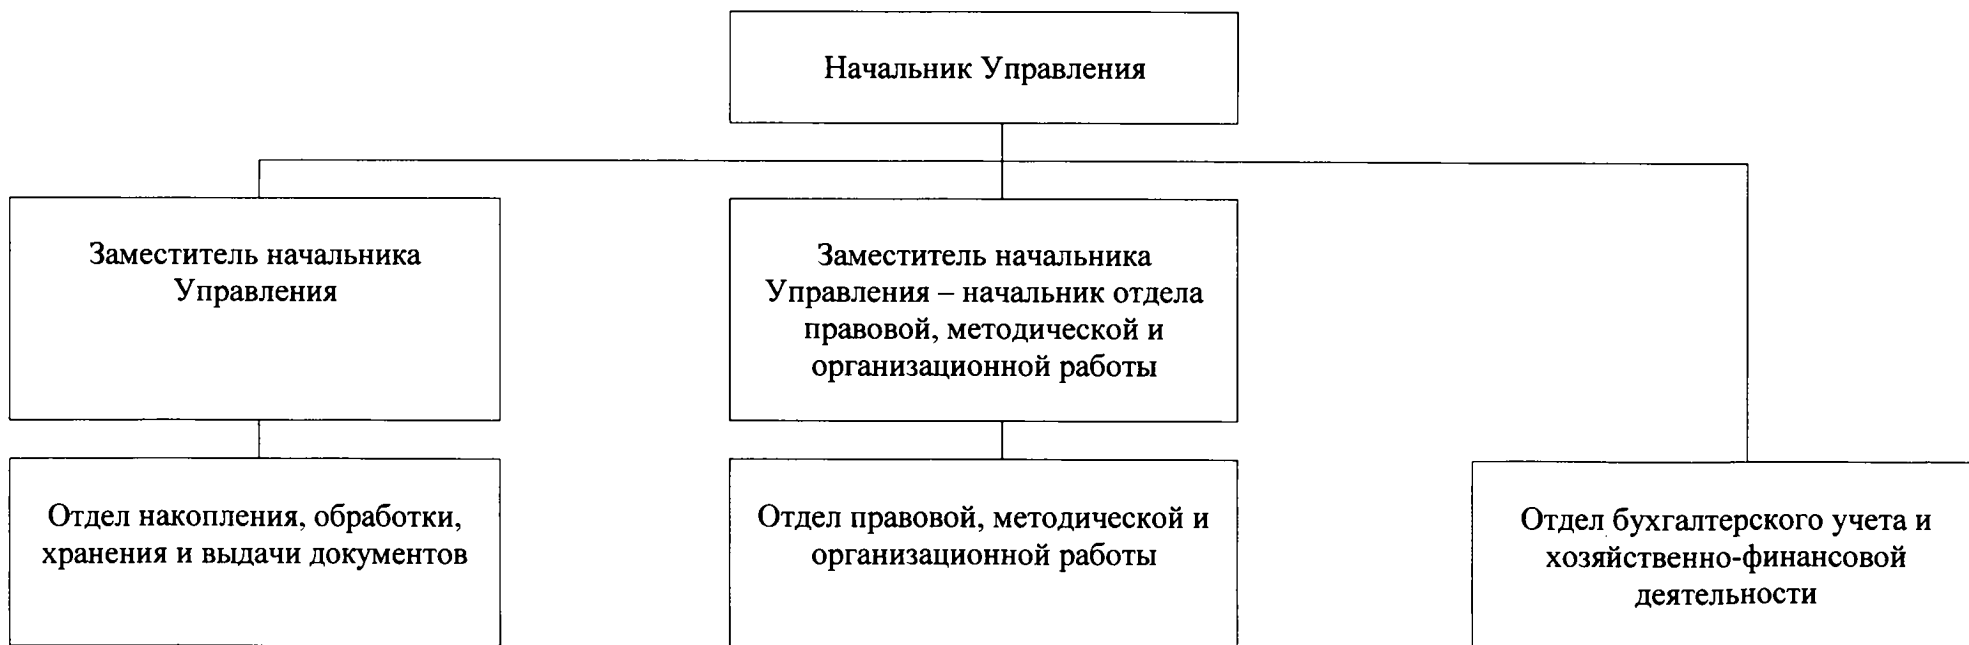 Начальник Управления
Заместитель начальника
Управления
Заместитель начальника
Управления – начальник отдела
правовой, методической и
организационной работы
Отдел накопления, обработки,
хранения и выдачи документов
Отдел правовой, методической и
организационной работы
Отдел бухгалтерского учета и
хозяйственно-финансовой
деятельности